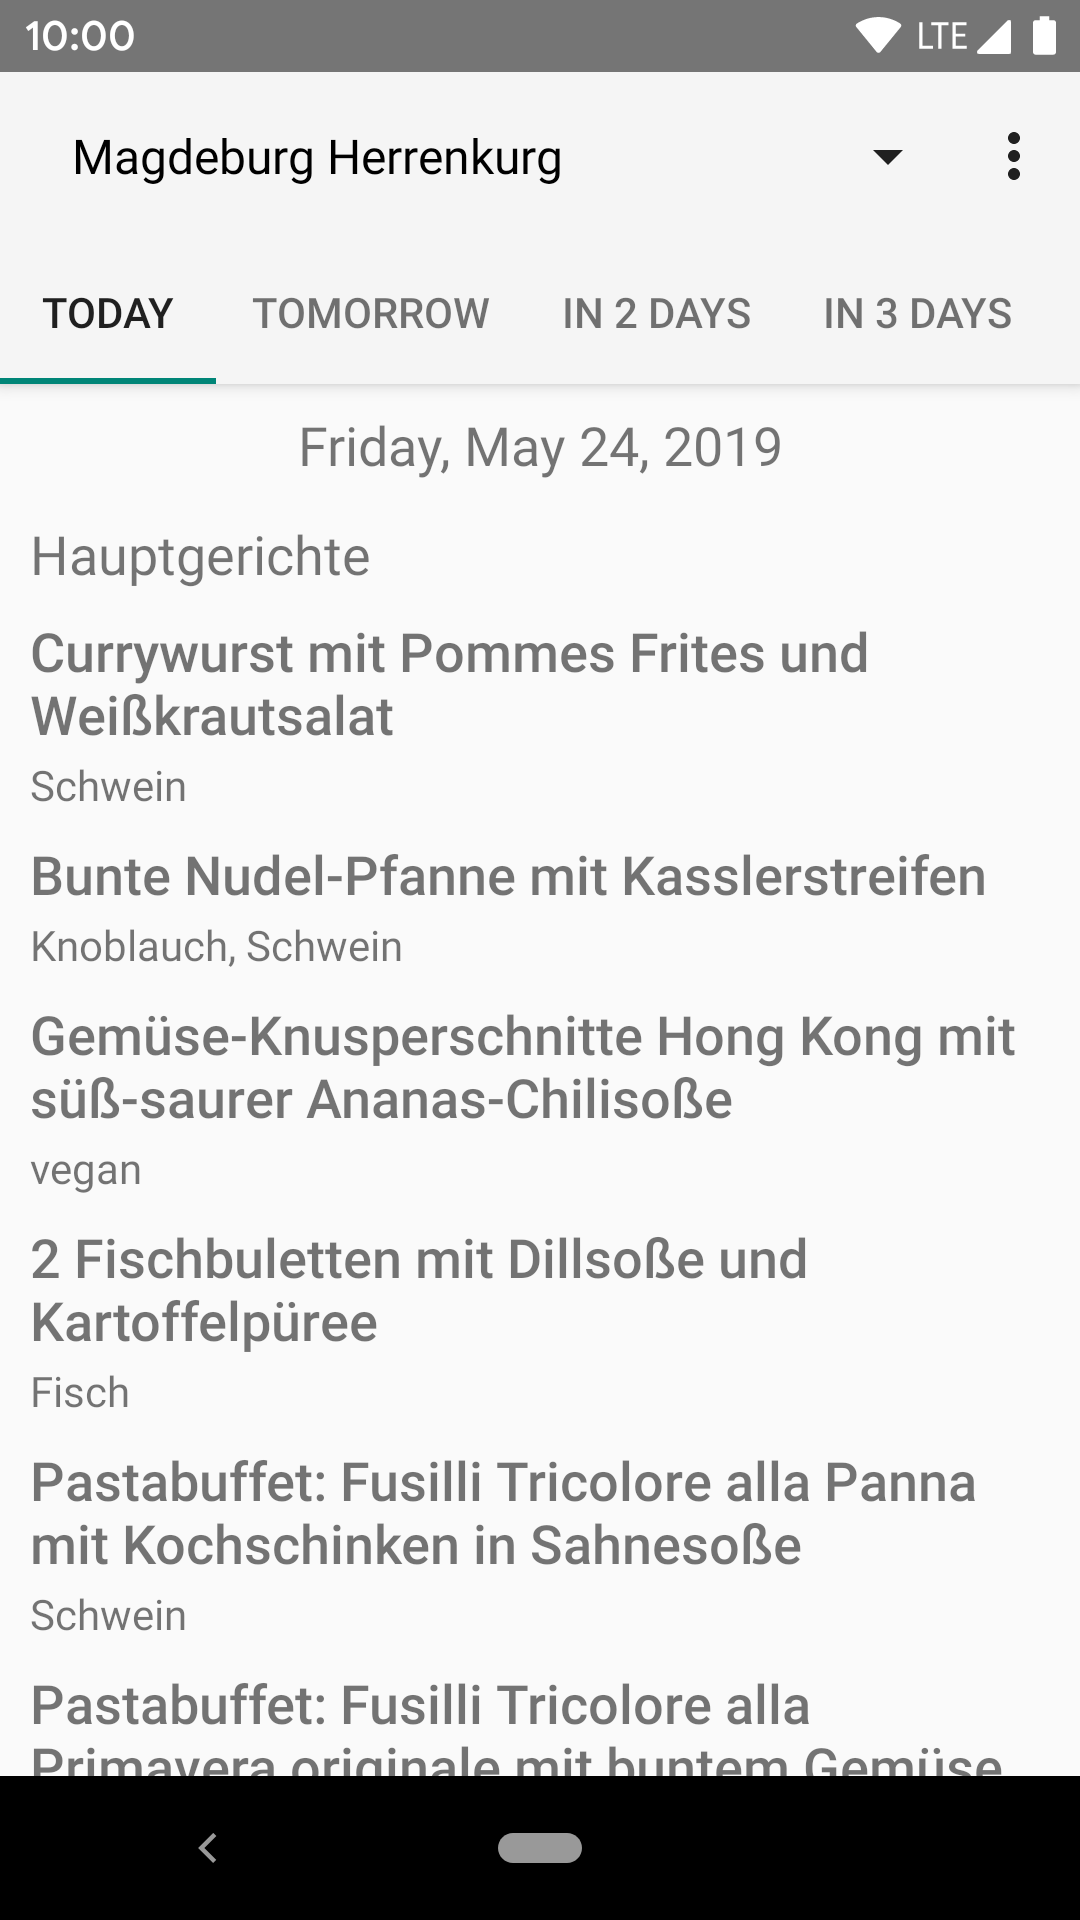 10:00
LTE
Magdeburg Herrenkurg
TODAY TOMORROW IN 2 DAYS IN 3 DAYS
Friday, May 24, 2019
Hauptgerichte
Currywurst mit Pommes Frites und
Weißkrautsalat
Schwein
Bunte Nudel-Pfanne mit Kasslerstreifen
Knoblauch, Schwein
Gemüse-Knusperschnitte Hong Kong mit
süß-saurer Ananas-Chilisoße
vegan
2 Fischbuletten mit Dillsoße und
Kartoffelpüree
Fisch
Pastabuffet: Fusilli Tricolore alla Panna
mit Kochschinken in Sahnesoße
Schwein
Pastabuffet: Fusilli Tricolore alla
Primavera originale mit buntem Gemüse